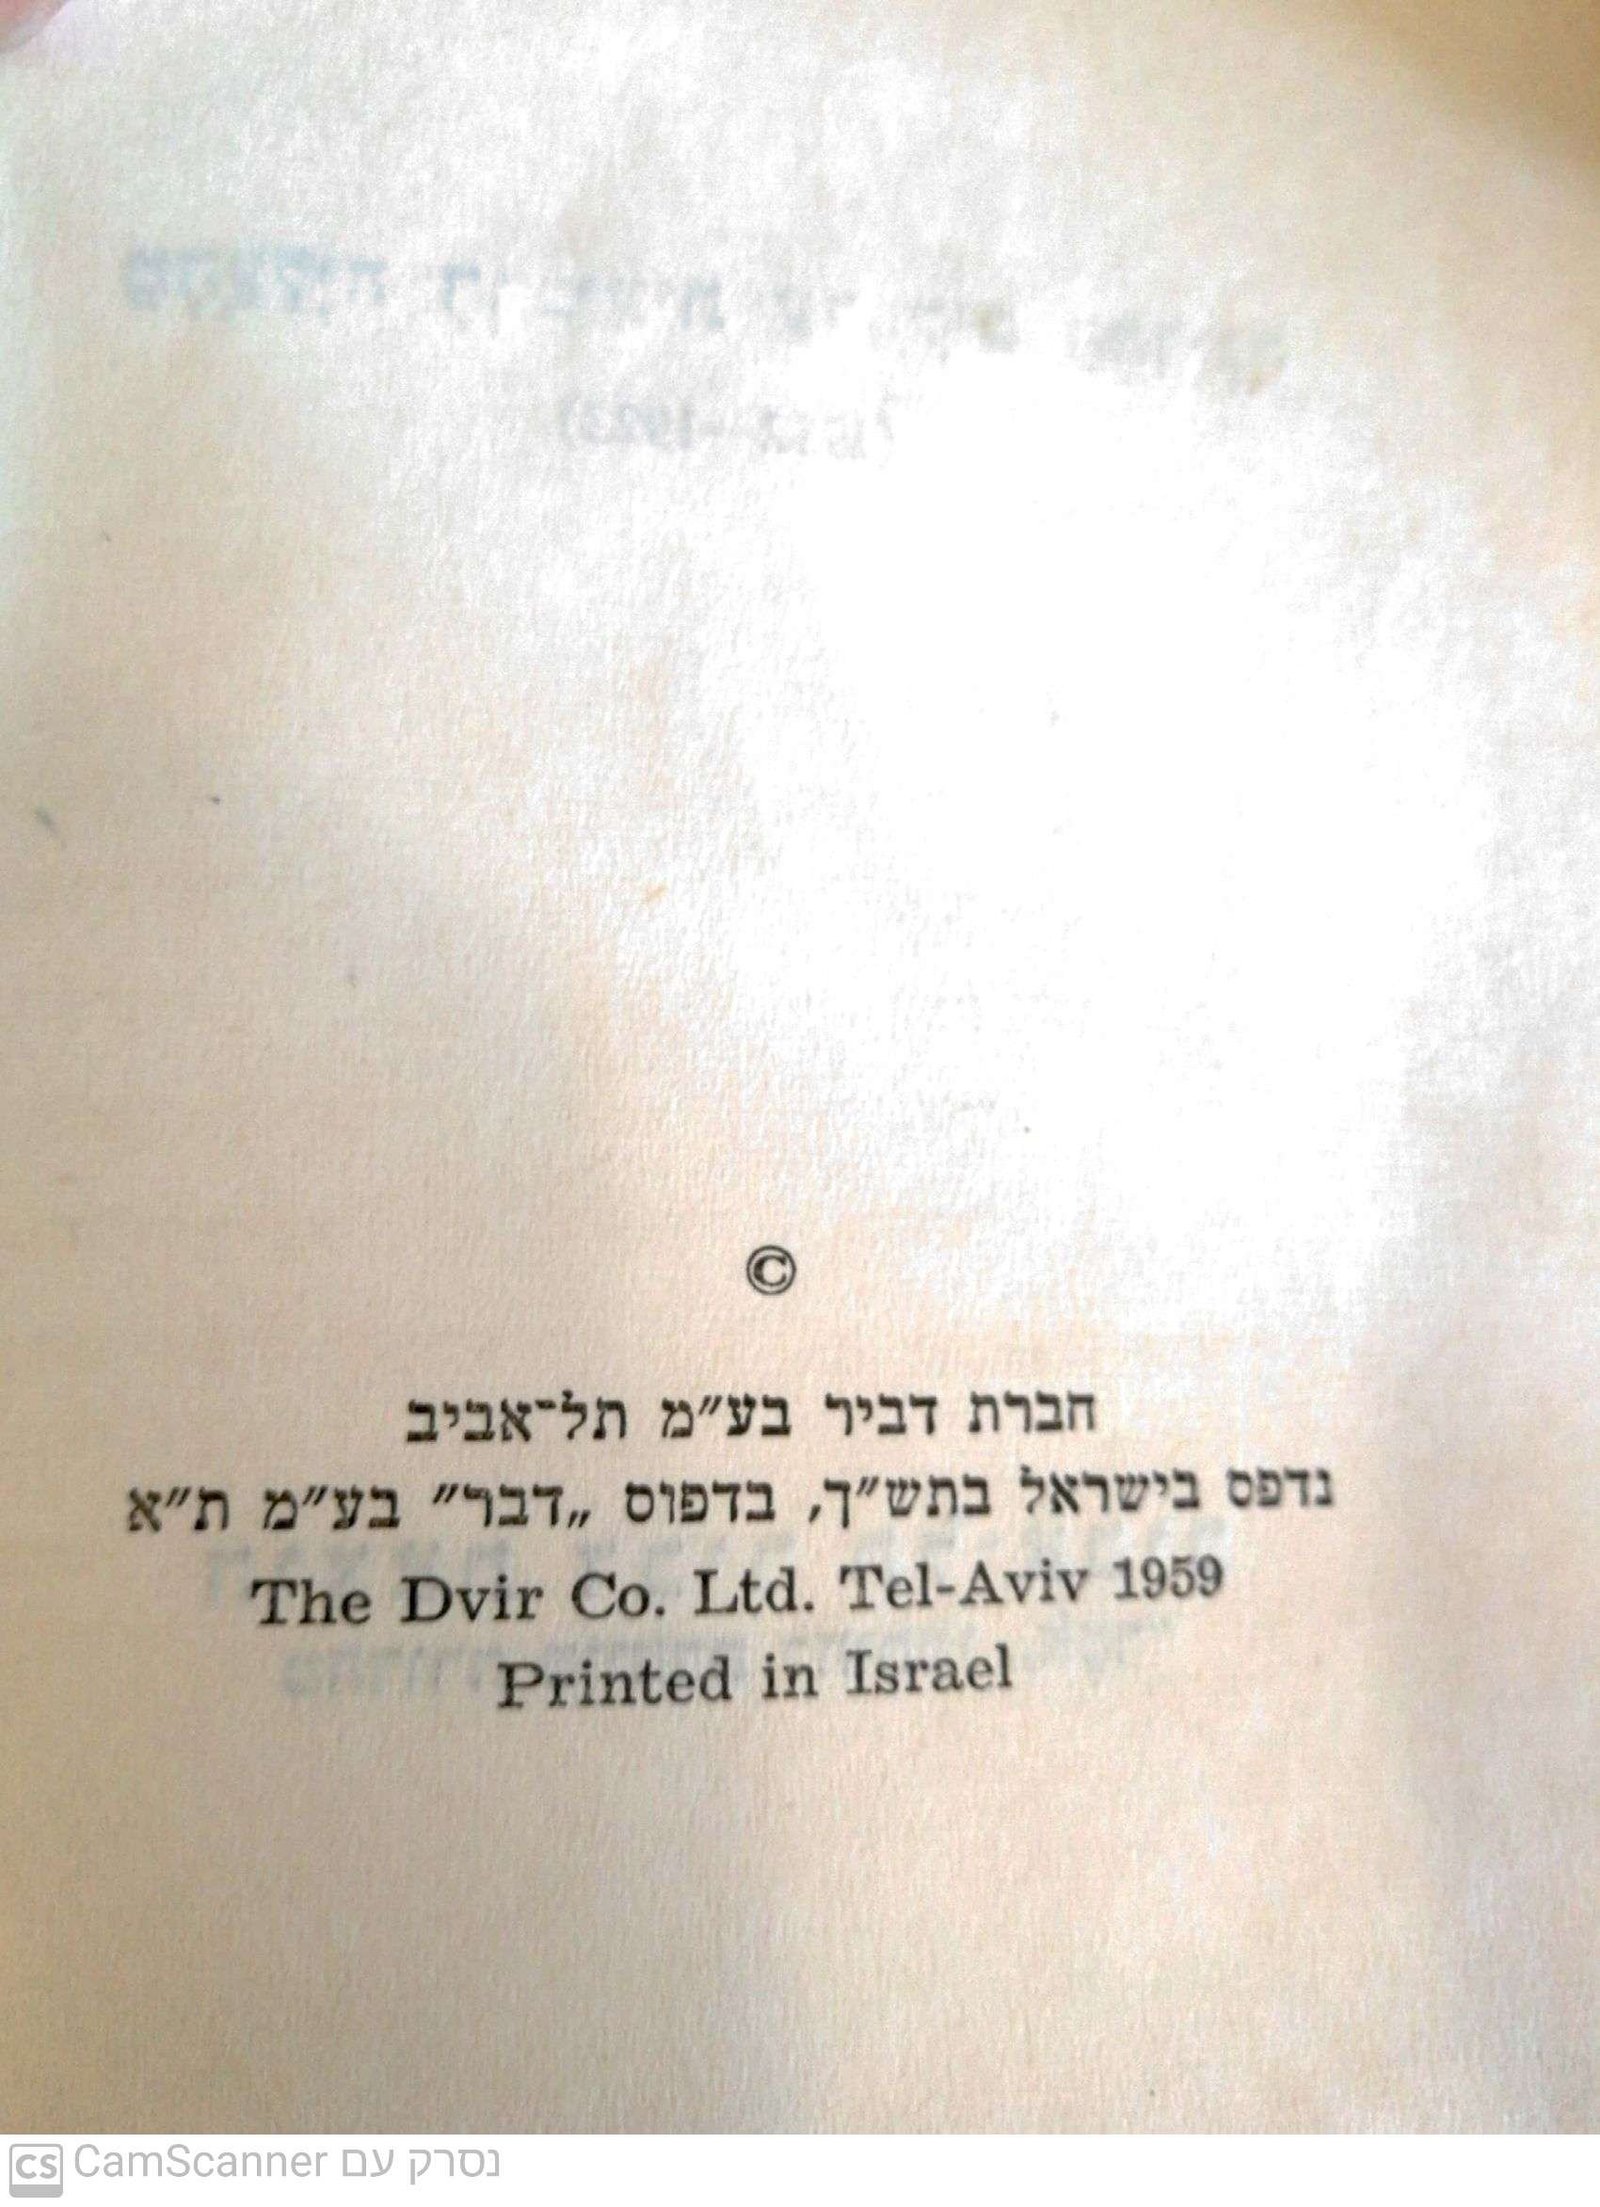 ©
חברת דביר בע״מ תל־אביב
נדפס בישראל בתש״ך, בדפוס „דבר״ בע״מ ת״א
The Dvir Co. Ltd. Tel-Aviv 1959
Printed in Israel
CS CamScanner נסרק עם